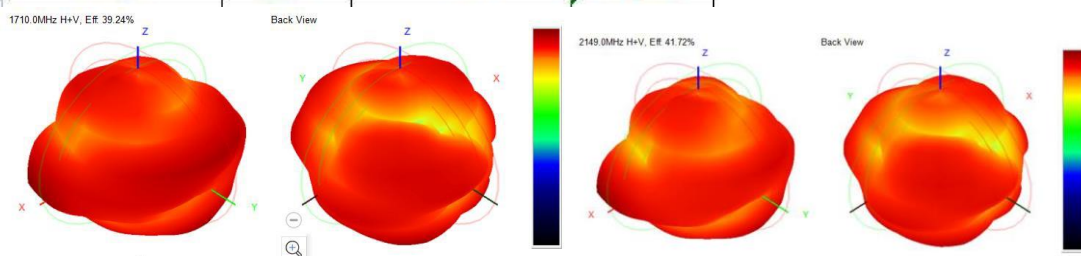 1710.0MHz H+V, Eff: 39.24%
Back View
Z
Z
Y
X
X
Y
2149.0MHz H+V, Eff: 41.72%
Back View
Z
Z
Y
X
X
Y